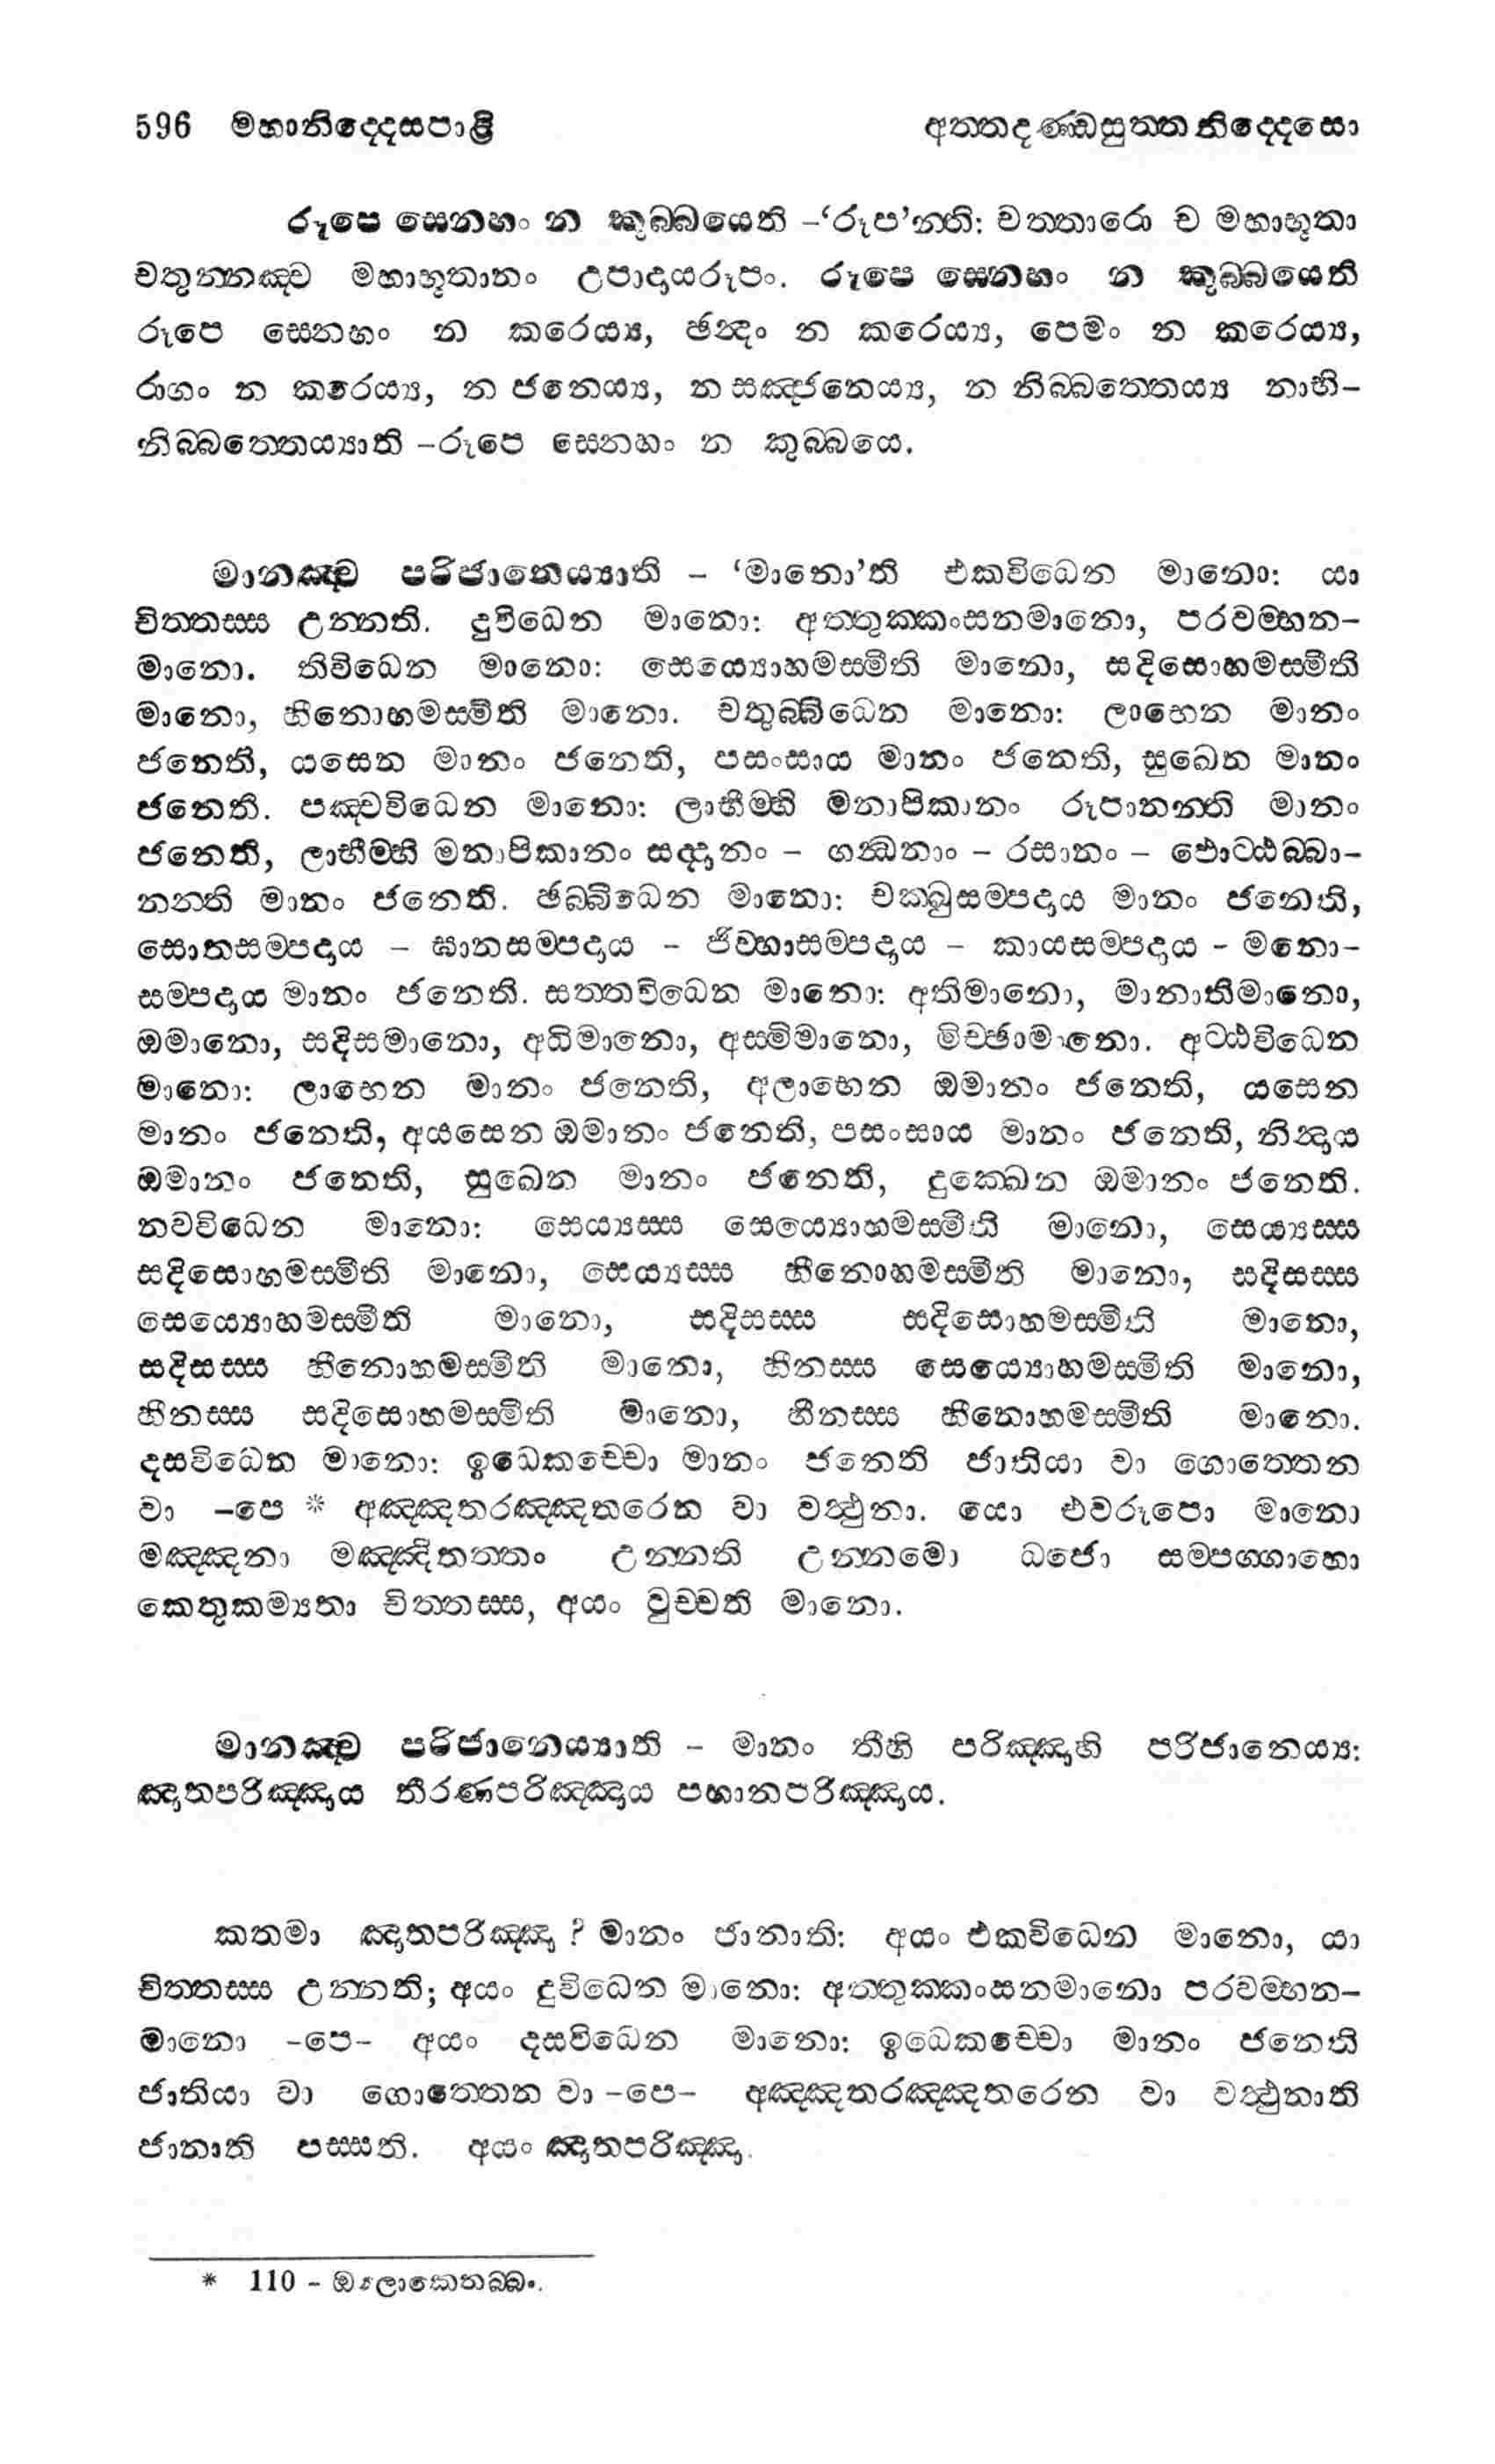 596 මහානිද්දෙසපාළි අත්තදණ්ඩසුත්තනිද්දෙසො
රූපෙ සෙනහං න කුබ්බයෙති –‘රූප’න්ති: චත්තාරො ච මහාභූතා
චතුන්නඤ්ච මහාභූතානං උපාදායරූපං. රූපෙ සෙනහං න කුබ්බයෙති
රූපෙ සෙනහං න කරෙය්‍ය, ඡන්දං න කරෙය්‍ය, පෙමං න කරෙය්‍ය,
රාගං න කරෙය්‍ය, න ජනෙය්‍ය, න සඤ්ජනෙය්‍ය, න නිබ්බත්තෙය්‍ය නාභි–
නිබ්බත්තෙය්‍යාති –රූපෙ සෙනහං න කුබ්බයෙ.
මානඤ්ච පරිජානෙය්‍යාති – ‘මානො’ති එකවිධෙන මානො: යා
චිත්තස්ස උන්නති. දුවිධෙන මානො: අත්තුක්කංසනමානො, පරවම්භන–
මානො. තිවිධෙන මානො: සෙය්‍යොහමස්මීති මානො, සදිසොහමස්මීති
මානො, හීනොහමස්මීති මානො. චතුබ්බිධෙන මානො: ලාභෙන මානං
ජනෙති, යසෙන මානං ජනෙති, පසංසාය මානං ජනෙති, සුඛෙන මානං
ජනෙති. පඤ්චවිධෙන මානො: ලාභීම්හි මනාපිකානං රූපානන්ති මානං
ජනෙති, ලාභීම්හි මනාපිකානං සද්දානං – ගන්ධානං – රසානං – ඵොට්ඨබ්බා–
නන්ති මානං ජනෙති. ඡබ්බිධෙන මානො: චක්ඛුසම්පදාය මානං ජනෙති,
සොතසම්පදාය – ඝානසම්පදාය – ජිව්හාසම්පදාය – කායසම්පදාය – මනො–
සම්පදාය මානං ජනෙති. සත්තවිධෙන මානො: අතිමානො, මානාතිමානො,
ඔමානො, සදිසමානො, අධිමානො, අස්මිමානො, මිච්ඡාමානො. අට්ඨවිධෙන
මානො: ලාභෙන මානං ජනෙති, අලාභෙන ඔමානං ජනෙති, යසෙන
මානං ජනෙති, අයසෙන ඔමානං ජනෙති, පසංසාය මානං ජනෙති, නින්දාය
ඔමානං ජනෙති, සුඛෙන මානං ජනෙති, දුක්ඛෙන ඔමානං ජනෙති.
නවවිධෙන මානො: සෙය්‍යස්ස සෙය්‍යොහමස්මීති මානො, සෙය්‍යස්ස
සදිසොහමස්මීති මානො, සෙය්‍යස්ස හීනොහමස්මීති මානො, සදිසස්ස
සෙය්‍යොහමස්මීති මානො, සදිසස්ස සදිසොහමස්මීති මානො,
සදිසස්ස හීනොහමස්මීති මානො, හීනස්ස සෙය්‍යොහමස්මීති මානො,
හීනස්ස සදිසොහමස්මීති මානො, හීනස්ස හීනොහමස්මීති මානො.
දසවිධෙන මානො: ඉධෙකච්චො මානං ජනෙති ජාතියා වා ගොත්තෙන
වා –පෙ * අඤ්ඤතරඤ්ඤතරෙන වා වත්ථුනා. යො එවරූපො මානො
මඤ්ඤනා මඤ්ඤිතත්තං උන්නති උන්නමො ධජො සම්පග්ගාහො
කෙතුකම්‍යතා චිත්තස්ස, අයං වුච්චති මානො.
මානඤ්ච පරිජානෙය්‍යාති – මානං තීහි පරිඤ්ඤාහි පරිජානෙය්‍ය:
ඤාතපරිඤ්ඤාය තීරණපරිඤ්ඤාය පහානපරිඤ්ඤාය.
කතමා ඤාතපරිඤ්ඤා ? මානං ජානාති: අයං එකවිධෙන මානො, යා
චිත්තස්ස උන්නති; අයං දුවිධෙන මානො: අත්තුක්කංසනමානො පරවම්භන–
මානො –පෙ– අයං දසවිධෙන මානො: ඉධෙකච්චො මානං ජනෙති
ජාතියා වා ගොත්තෙන වා –පෙ– අඤ්ඤතරඤ්ඤතරෙන වා වත්ථුනාති
ජානාති පස්සති. අයං ඤාතපරිඤ්ඤා.
* 110 –